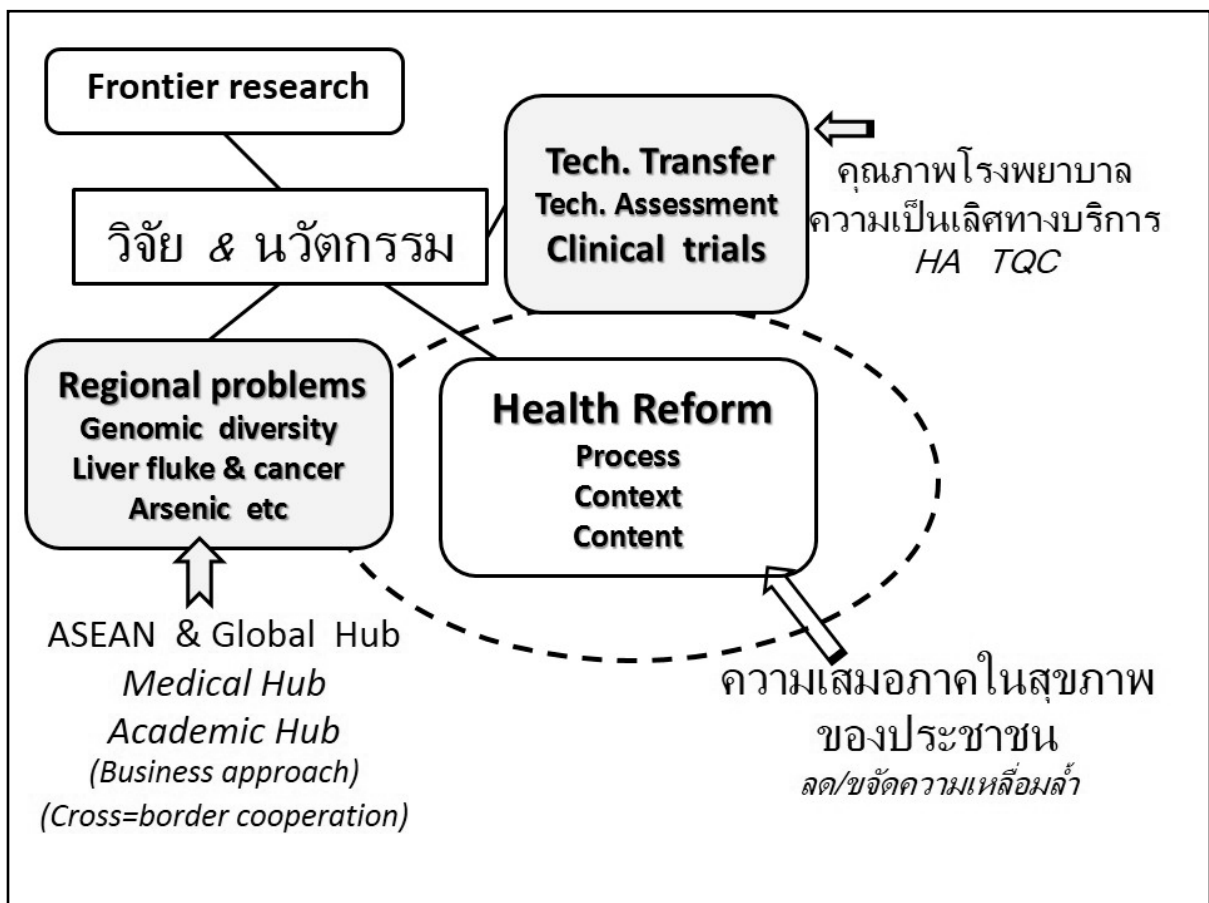 Frontier research
วิจัย & นวัตกรรม
Tech. Transfer
Tech. Assessment
Clinical trials
คุณภาพโรงพยาบาล
ความเป็นเลิศทางบริการ
HA TQC
Regional problems
Genomic diversity
Liver fluke & cancer
Arsenic etc
Health Reform
Process
Context
Content
ASEAN & Global Hub
Medical Hub
Academic Hub
(Business approach)
(Cross=border cooperation)
ความเสมอภาคในสุขภาพ
ของประชาชน
ลด/ขจัดความเหลื่อมล้ำ